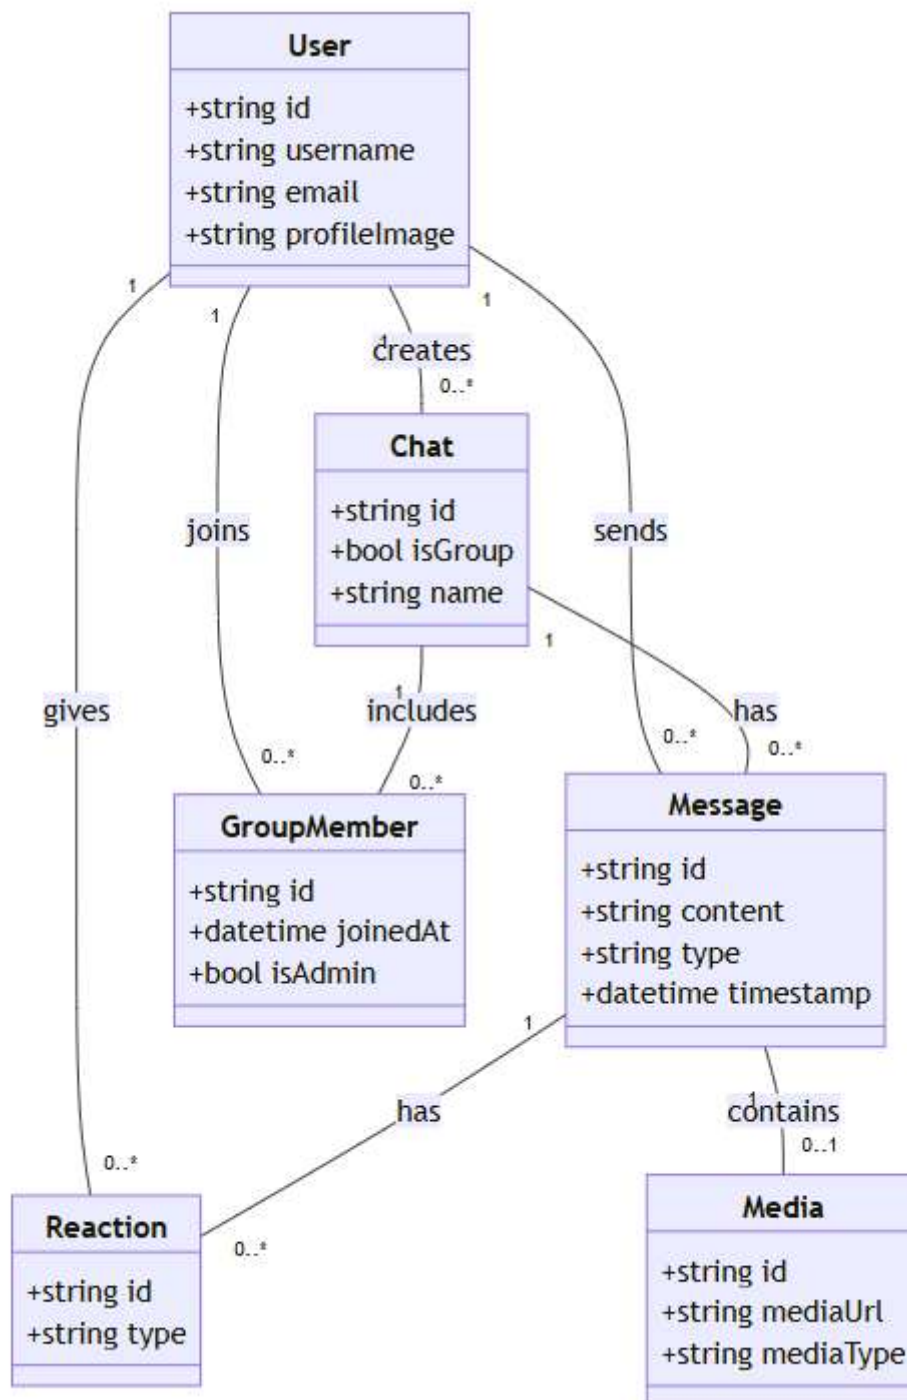 User
+string id
+string username
+string email
+string profileImage
1
1
1
1
creates
0..*
Chat
+string id
+bool isGroup
+string name
joins
sends
1
1
gives
includes
has
0..*
0..*
0..*
0..*
GroupMember
+string id
+datetime joinedAt
+bool isAdmin
Message
+string id
+string content
+string type
+datetime timestamp
1
has
1
contains
0..*
0..1
Reaction
+string id
+string type
0..*
Media
+string id
+string mediaUrl
+string mediaType